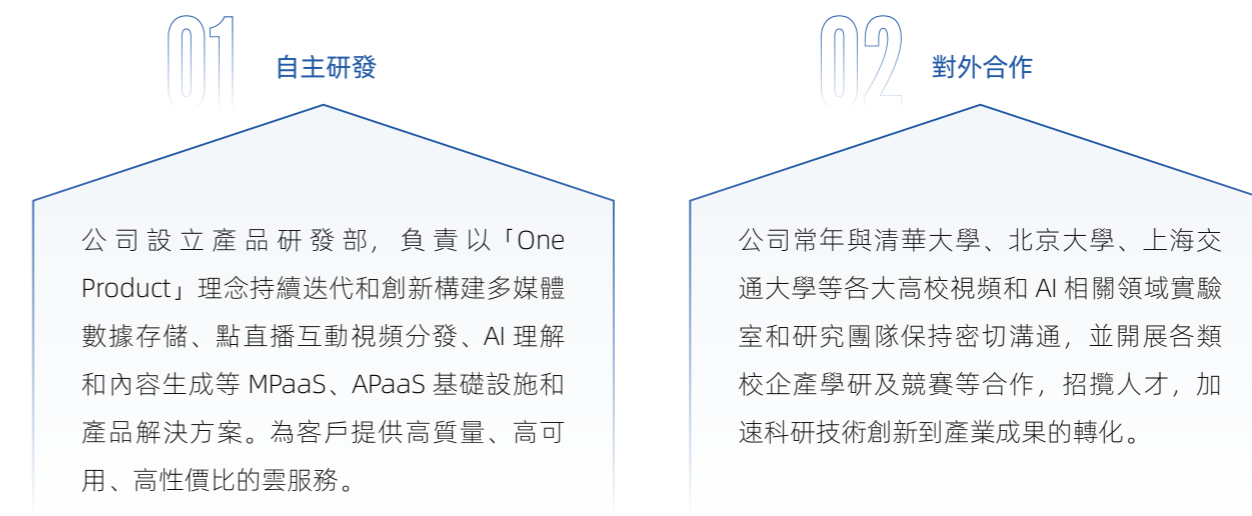 01
自主研發
公司設立產品研發部，負責以「One
Product」理念持續迭代和創新構建多媒體
數據存儲、點直播互動視頻分發、AI 理解
和內容生成等 MPaaS、APaaS 基礎設施和
產品解決方案。為客戶提供高質量、高可
用、高性價比的雲服務。
02
對外合作
公司常年與清華大學、北京大學、上海交
通大學等各大高校視頻和 AI 相關領域實驗
室和研究團隊保持密切溝通，並開展各類
校企產學研及競賽等合作，招攬人才，加
速科研技術創新到產業成果的轉化。